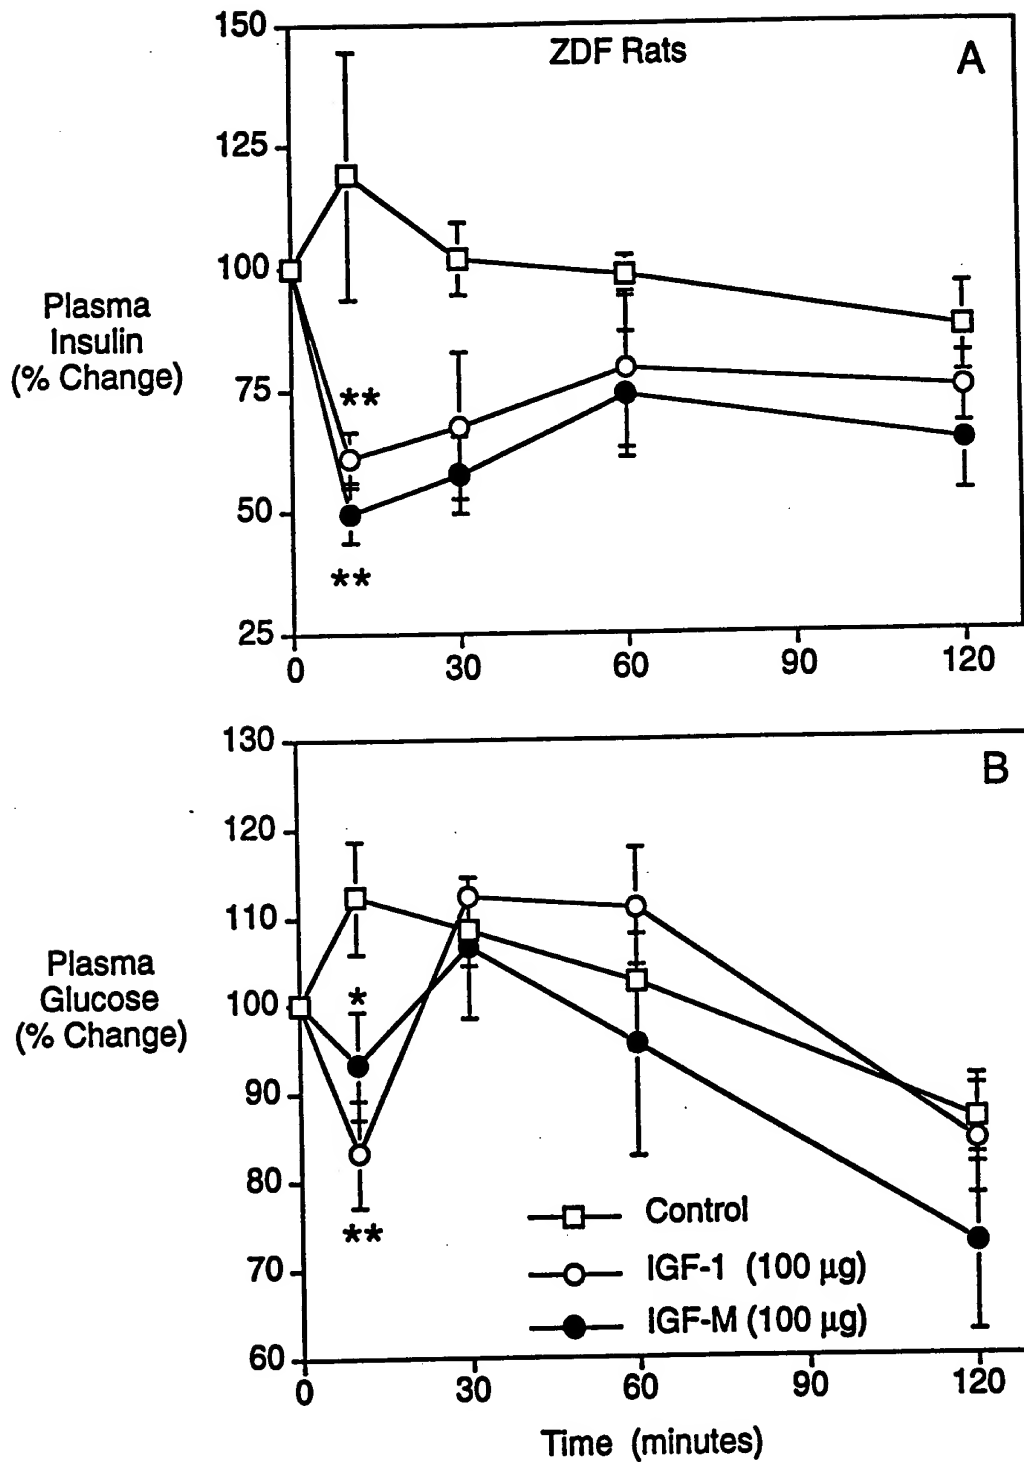 ZDF Rats
A
150
125
100
75
50
25
Plasma
Insulin
(% Change)
**
**
0 30 60 90 120
B
130
120
110
100
90
80
70
60
Plasma
Glucose
(% Change)
*
**
Control
IGF-1 (100 µg)
IGF-M (100 µg)
0 30 60 90 120
Time (minutes)